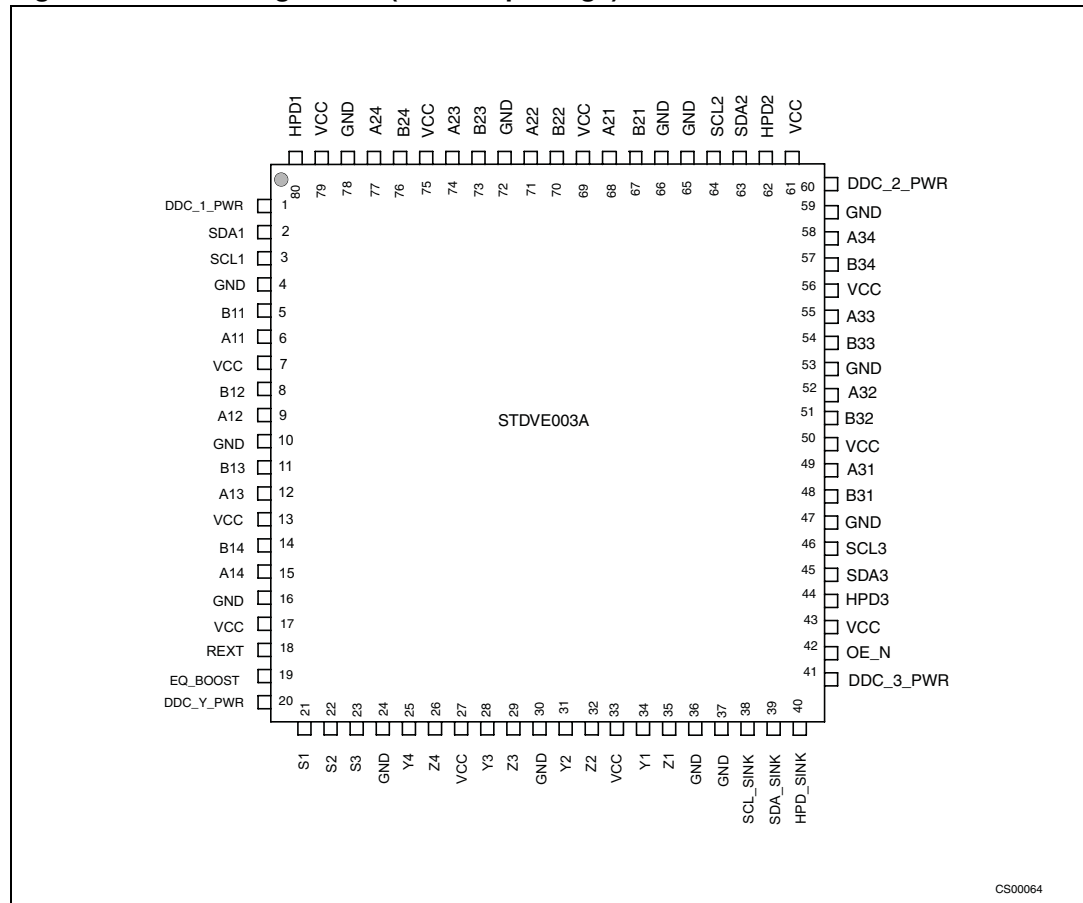 HPD1 VCC GND A24 B24 VCC A23 B23 GND A22 B22 VCC A21 B21 GND GND SCL2 SDA2 HPD2 VCC
80 79 78 77 76 75 74 73 72 71 70 69 68 67 66 65 64 63 62 61
DDC_1_PWR 1
SDA1 2
SCL1 3
GND 4
B11 5
A11 6
VCC 7
B12 8
A12 9
GND 10
B13 11
A13 12
VCC 13
B14 14
A14 15
GND 16
VCC 17
REXT 18
EQ_BOOST 19
DDC_Y_PWR 20
STDVE003A
60 DDC_2_PWR
59 GND
58 A34
57 B34
56 VCC
55 A33
54 B33
53 GND
52 A32
51 B32
50 VCC
49 A31
48 B31
47 GND
46 SCL3
45 SDA3
44 HPD3
43 VCC
42 OE_N
41 DDC_3_PWR
21 22 23 24 25 26 27 28 29 30 31 32 33 34 35 36 37 38 39 40
S1 S2 S3 GND Y4 Z4 VCC Y3 Z3 GND Y2 Z2 VCC Y1 Z1 GND GND SCL_SINK SDA_SINK HPD_SINK
CS00064